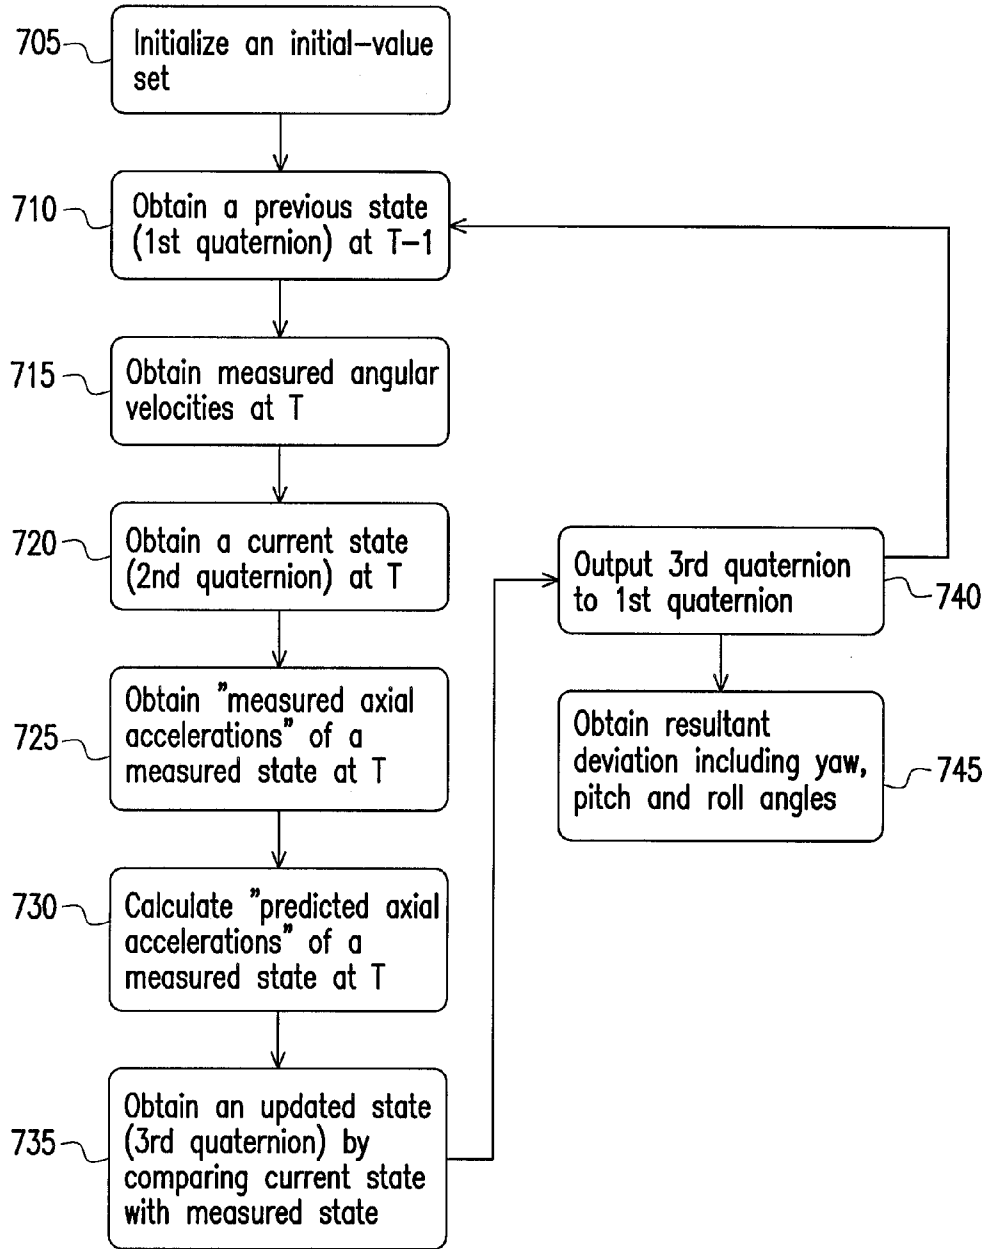 705
Initialize an initial-value
set
710
Obtain a previous state
(1st quaternion) at T-1
715
Obtain measured angular
velocities at T
720
Obtain a current state
(2nd quaternion) at T
725
Obtain "measured axial
accelerations" of a
measured state at T
730
Calculate "predicted axial
accelerations" of a
measured state at T
735
Obtain an updated state
(3rd quaternion) by
comparing current state
with measured state
Output 3rd quaternion
to 1st quaternion
740
Obtain resultant
deviation including yaw,
pitch and roll angles
745